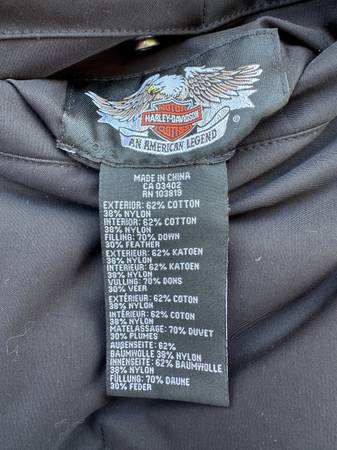 MOTOR
HARLEY-DAVIDSON
CLOTHES
®
AN AMERICAN LEGEND
MADE IN CHINA
CA 03402
RN 103819
EXTERIOR: 62% COTTON
38% NYLON
INTERIOR: 62% COTTON
38% NYLON
FILLING: 70% DOWN
30% FEATHER
EXTERIEUR: 62% KATOEN
38% NYLON
INTERIEUR: 62% KATOEN
38% NYLON
VULLING: 70% DONS
30% VEER
EXTÉRIEUR: 62% COTON
38% NYLON
INTÉRIEUR: 62% COTON
38% NYLON
MATELASSAGE: 70% DUVET
30% PLUMES
AUßENSEITE: 62%
BAUMWOLLE 38% NYLON
INNENSEITE: 62% BAUMWOLLE
38% NYLON
FÜLLUNG: 70% DAUNE
30% FEDER